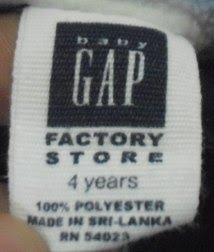 baby
GAP
FACTORY
STORE
4 years
100% POLYESTER
MADE IN SRI-LANKA
RN 54023